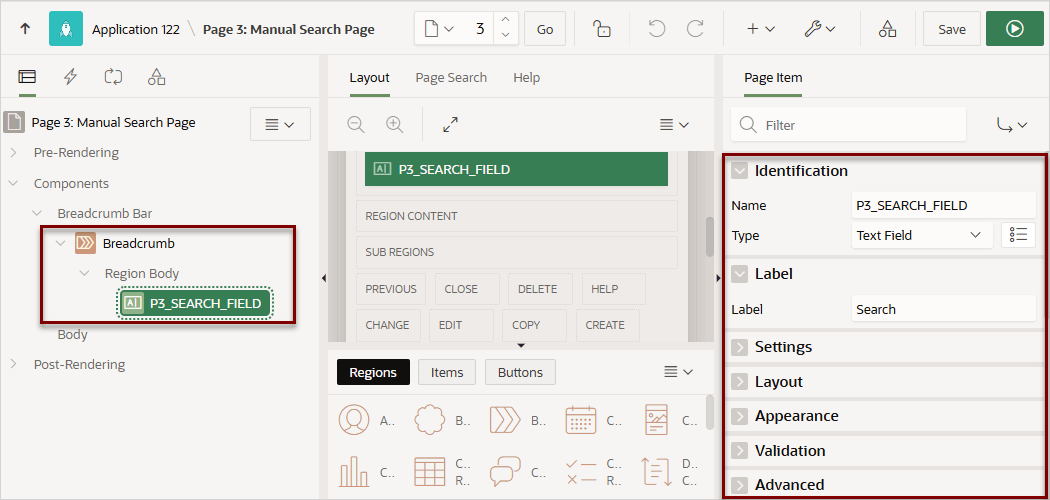 Application 122 \ Page 3: Manual Search Page
3
Go
Save
Layout
Page Search
Help
Page Item
Page 3: Manual Search Page
Pre-Rendering
Components
Breadcrumb Bar
Breadcrumb
Region Body
P3_SEARCH_FIELD
Body
Post-Rendering
P3_SEARCH_FIELD
REGION CONTENT
SUB REGIONS
PREVIOUS
CLOSE
DELETE
HELP
CHANGE
EDIT
COPY
CREATE
Regions
Items
Buttons
A..
B..
B..
C..
C..
C..
C..
R..
C..
C..
R..
D..
C..
Filter
Identification
Name P3_SEARCH_FIELD
Type Text Field
Label
Label Search
Settings
Layout
Appearance
Validation
Advanced